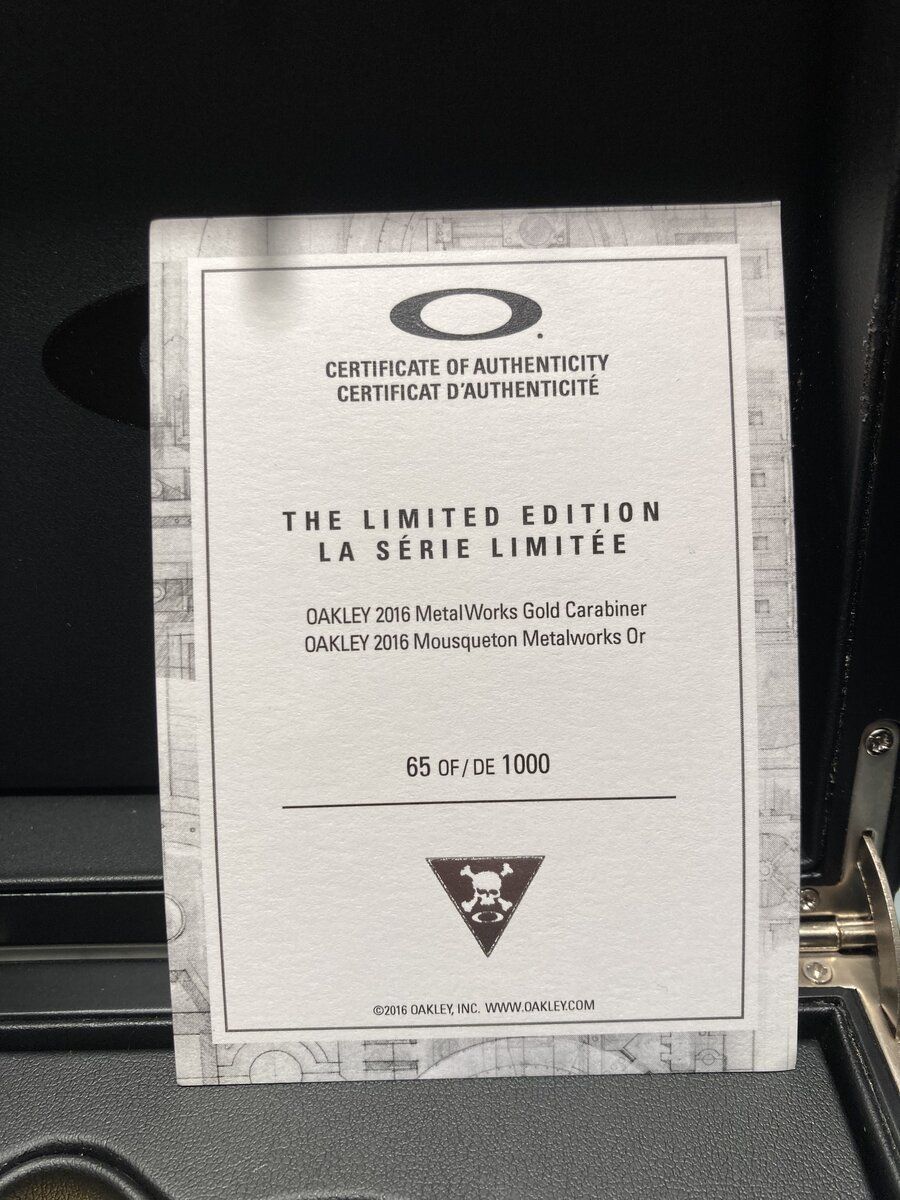 CERTIFICATE OF AUTHENTICITY
CERTIFICAT D'AUTHENTICITÉ
THE LIMITED EDITION
LA SÉRIE LIMITÉE
OAKLEY 2016 MetalWorks Gold Carabiner
OAKLEY 2016 Mousqueton Metalworks Or
65 OF/DE 1000
©2016 OAKLEY, INC. WWW.OAKLEY.COM